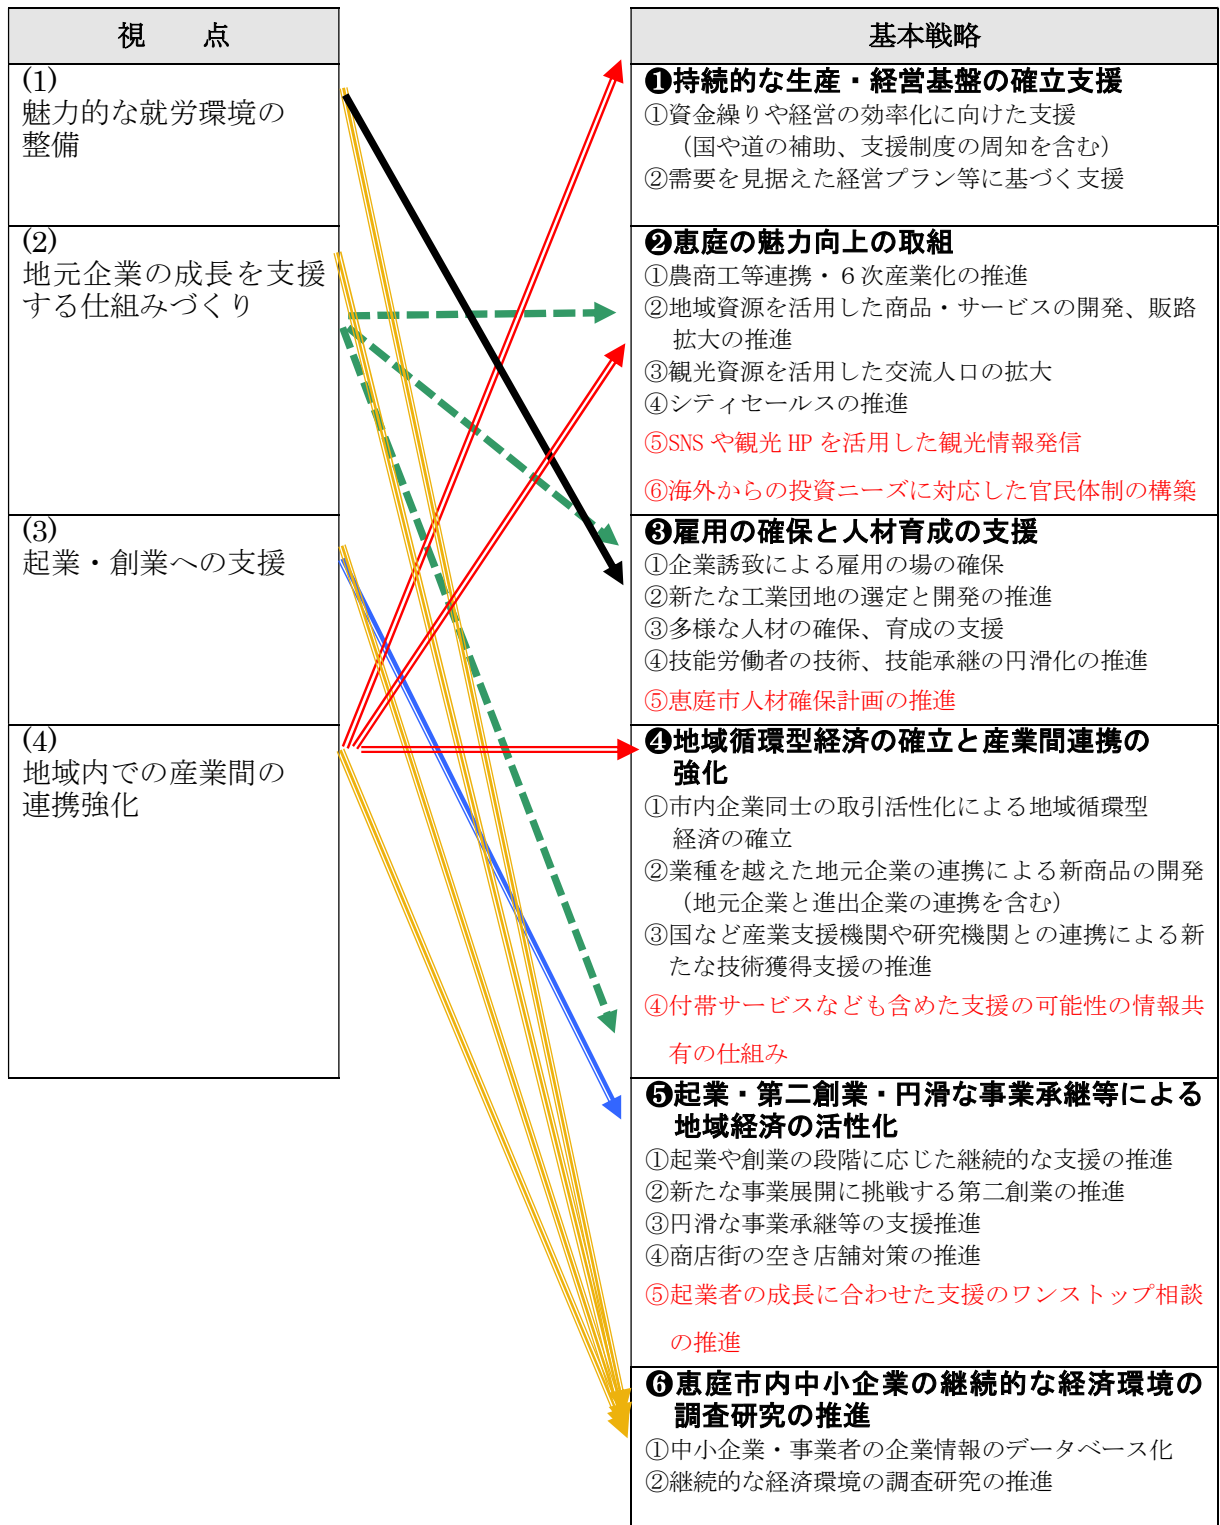 視　　点
(1)
魅力的な就労環境の
整備
(2)
地元企業の成長を支援
する仕組みづくり
(3)
起業・創業への支援
(4)
地域内での産業間の
連携強化
基本戦略
❶持続的な生産・経営基盤の確立支援
①資金繰りや経営の効率化に向けた支援
（国や道の補助、支援制度の周知を含む）
②需要を見据えた経営プラン等に基づく支援
❷恵庭の魅力向上の取組
①農商工等連携・６次産業化の推進
②地域資源を活用した商品・サービスの開発、販路
拡大の推進
③観光資源を活用した交流人口の拡大
④シティセールスの推進
⑤SNS や観光 HP を活用した観光情報発信
⑥海外からの投資ニーズに対応した官民体制の構築
❸雇用の確保と人材育成の支援
①企業誘致による雇用の場の確保
②新たな工業団地の選定と開発の推進
③多様な人材の確保、育成の支援
④技能労働者の技術、技能承継の円滑化の推進
⑤恵庭市人材確保計画の推進
❹地域循環型経済の確立と産業間連携の
強化
①市内企業同士の取引活性化による地域循環型
経済の確立
②業種を越えた地元企業の連携による新商品の開発
（地元企業と進出企業の連携を含む）
③国など産業支援機関や研究機関との連携による新
たな技術獲得支援の推進
④付帯サービスなども含めた支援の可能性の情報共
有の仕組み
❺起業・第二創業・円滑な事業承継等による
地域経済の活性化
①起業や創業の段階に応じた継続的な支援の推進
②新たな事業展開に挑戦する第二創業の推進
③円滑な事業承継等の支援推進
④商店街の空き店舗対策の推進
⑤起業者の成長に合わせた支援のワンストップ相談
の推進
❻恵庭市内中小企業の継続的な経済環境の
調査研究の推進
①中小企業・事業者の企業情報のデータベース化
②継続的な経済環境の調査研究の推進